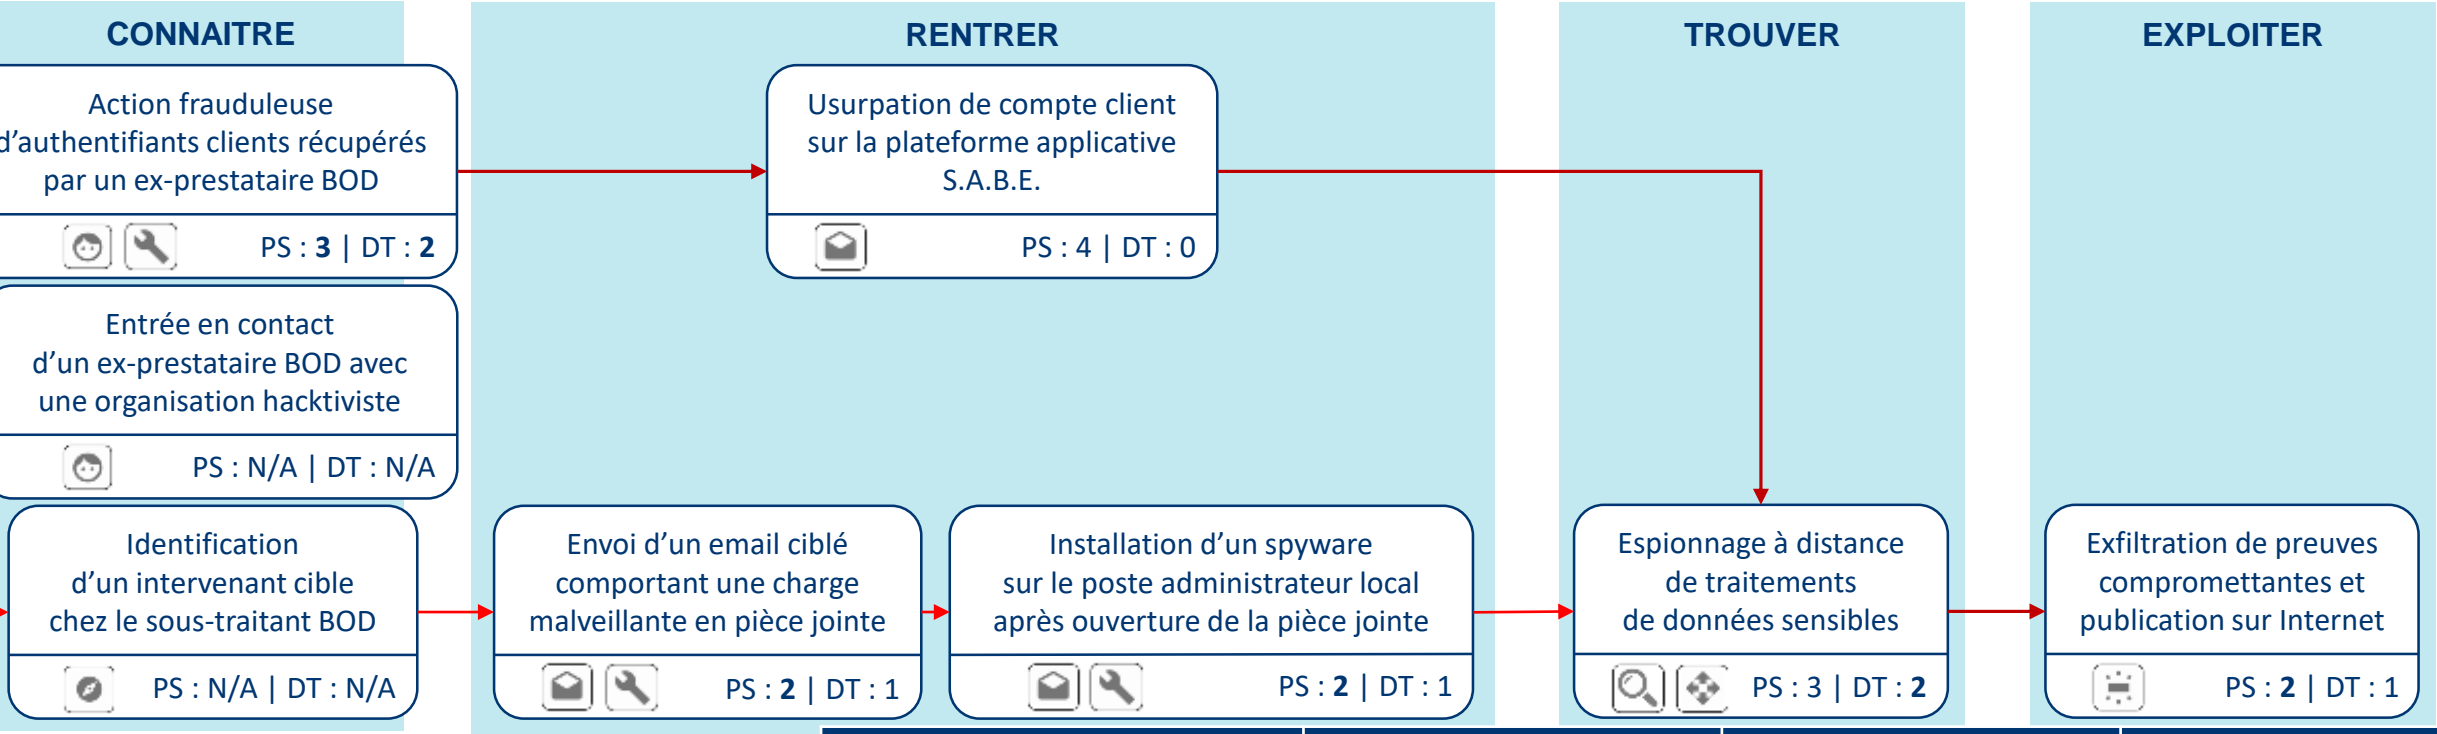 CONNAITRE
RENTRER
TROUVER
EXPLOITER
Action frauduleuse
d’authentifiants clients récupérés
par un ex-prestataire BOD
PS : 3 | DT : 2
Usurpation de compte client
sur la plateforme applicative
S.A.B.E.
PS : 4 | DT : 0
Entrée en contact
d’un ex-prestataire BOD avec
une organisation hacktiviste
PS : N/A | DT : N/A
Identification
d’un intervenant cible
chez le sous-traitant BOD
PS : N/A | DT : N/A
Envoi d’un email ciblé
comportant une charge
malveillante en pièce jointe
PS : 2 | DT : 1
Installation d’un spyware
sur le poste administrateur local
après ouverture de la pièce jointe
PS : 2 | DT : 1
Espionnage à distance
de traitements
de données sensibles
PS : 3 | DT : 2
Exfiltration de preuves
compromettantes et
publication sur Internet
PS : 2 | DT : 1